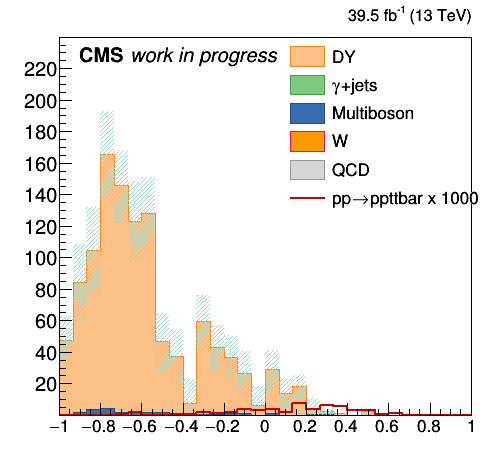 39.5 fb⁻¹ (13 TeV)
CMS work in progress
DY
γ+jets
Multiboson
W
QCD
pp→ppttbar x 1000
220
200
180
160
140
120
100
80
60
40
20
−1 −0.8 −0.6 −0.4 −0.2 0 0.2 0.4 0.6 0.8 1